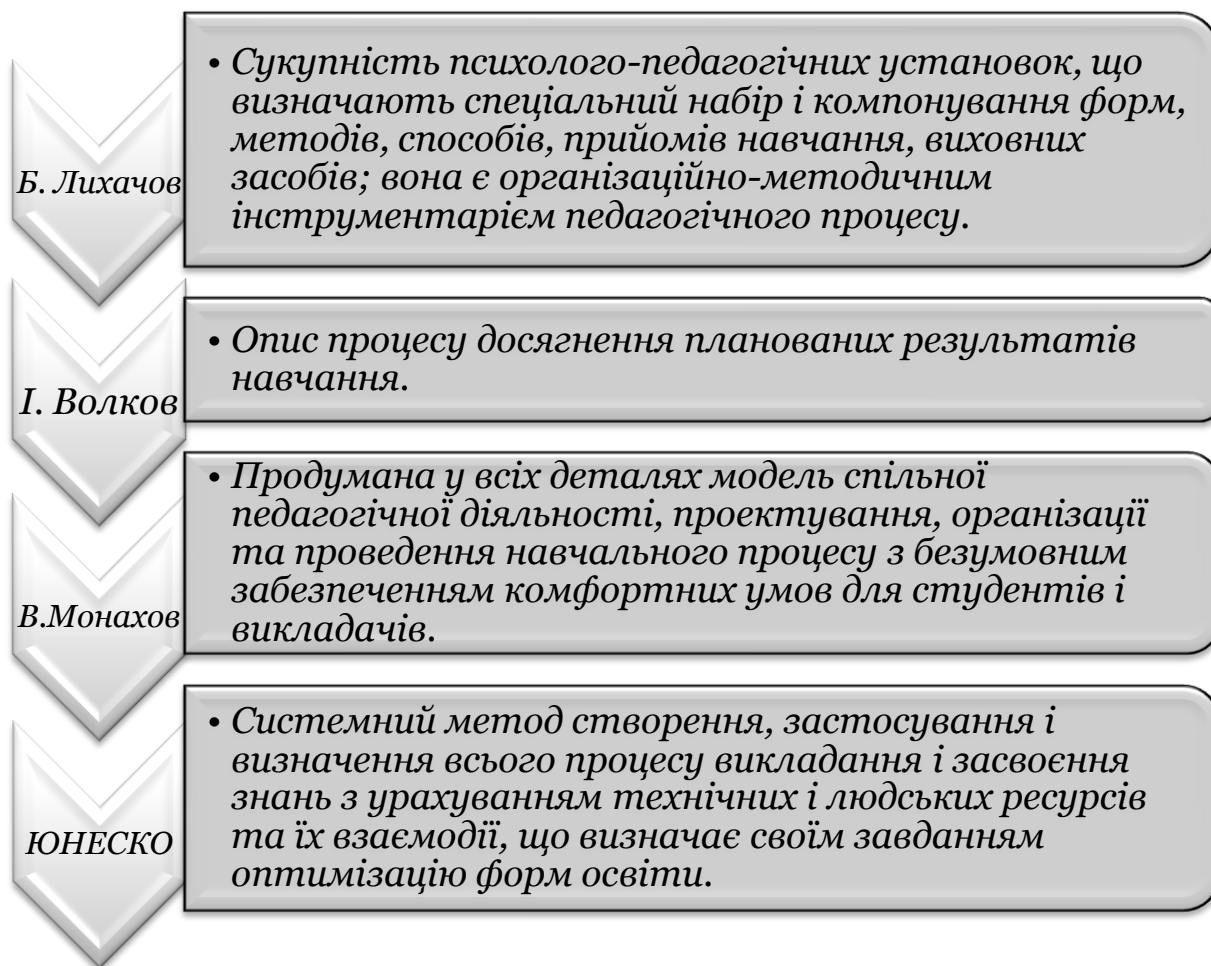 Б. Лихачов
• Сукупність психолого-педагогічних установок, що
визначають спеціальний набір і компонування форм,
методів, способів, прийомів навчання, виховних
засобів; вона є організаційно-методичним
інструментарієм педагогічного процесу.
І. Волков
• Опис процесу досягнення планованих результатів
навчання.
В.Монахов
• Продумана у всіх деталях модель спільної
педагогічної діяльності, проектування, організації
та проведення навчального процесу з безумовним
забезпеченням комфортних умов для студентів і
викладачів.
ЮНЕСКО
• Системний метод створення, застосування і
визначення всього процесу викладання і засвоєння
знань з урахуванням технічних і людських ресурсів
та їх взаємодії, що визначає своїм завданням
оптимізацію форм освіти.